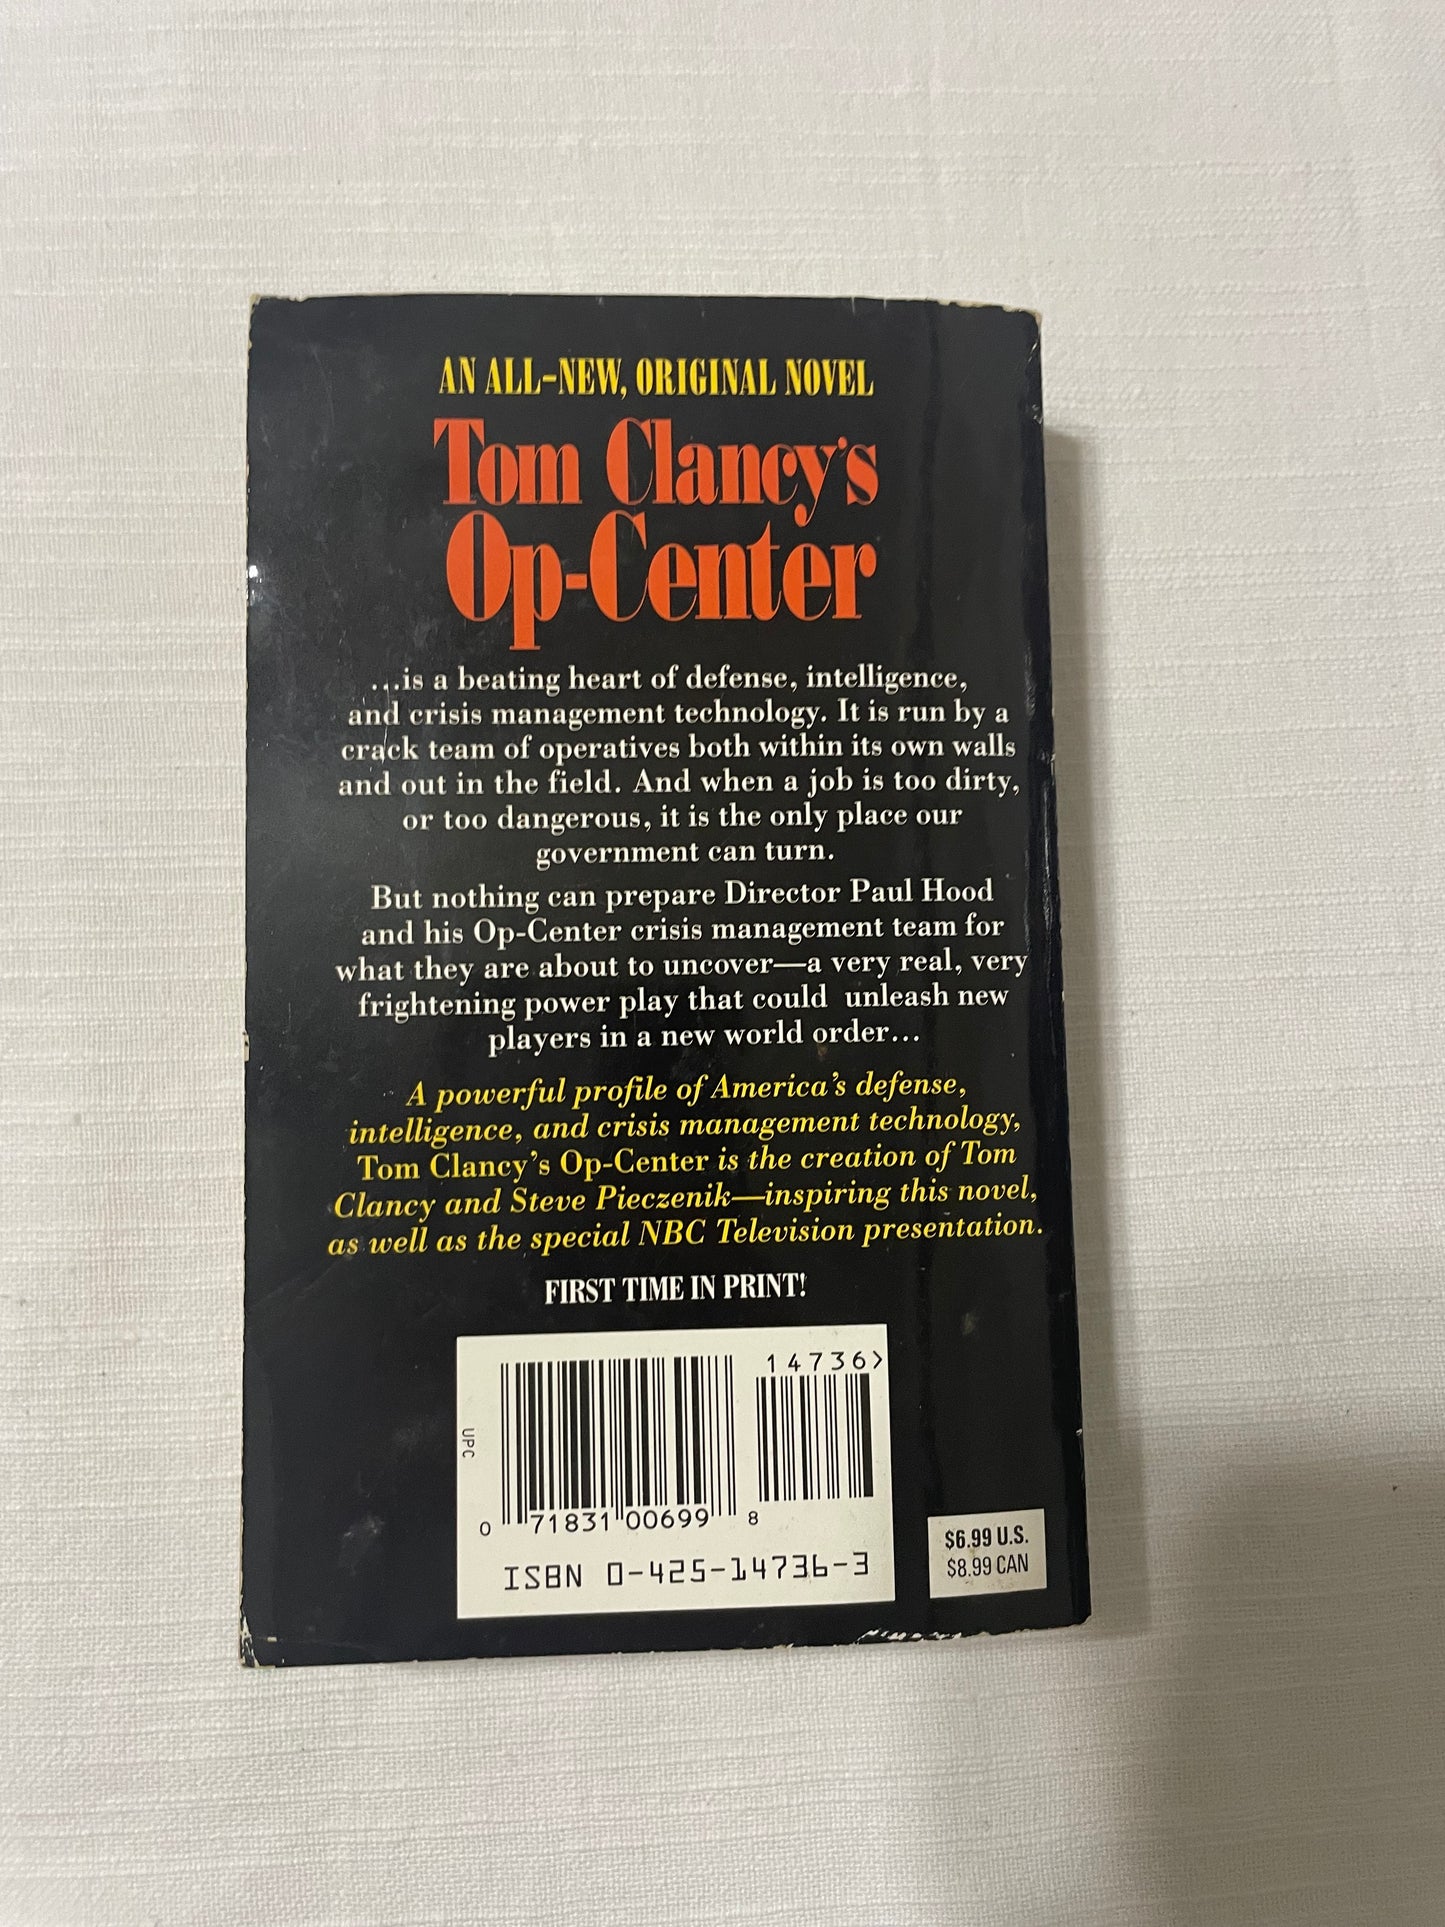 AN ALL-NEW, ORIGINAL NOVEL
Tom Clancy's
Op-Center
...is a beating heart of defense, intelligence,
and crisis management technology. It is run by a
crack team of operatives both within its own walls
and out in the field. And when a job is too dirty,
or too dangerous, it is the only place our
government can turn.
But nothing can prepare Director Paul Hood
and his Op-Center crisis management team for
what they are about to uncover—a very real, very
frightening power play that could unleash new
players in a new world order...
A powerful profile of America's defense,
intelligence, and crisis management technology,
Tom Clancy's Op-Center is the creation of Tom
Clancy and Steve Pieczenik—inspiring this novel,
as well as the special NBC Television presentation.
FIRST TIME IN PRINT!
14736>
UPC
0 71831 00699 8
ISBN 0-425-14736-3
$6.99 U.S.
$8.99 CAN